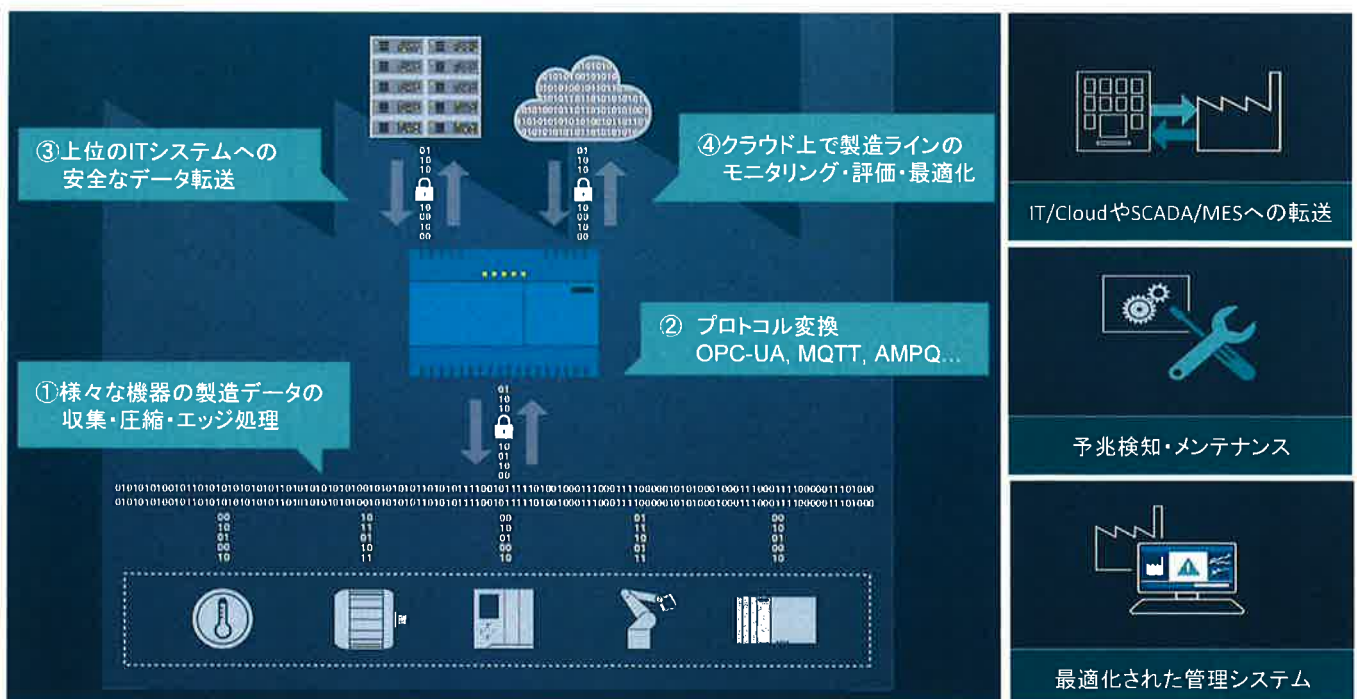 ③上位のITシステムへの
安全なデータ転送
④クラウド上で製造ラインの
モニタリング・評価・最適化
② プロトコル変換
OPC-UA, MQTT, AMPQ...
①様々な機器の製造データの
収集・圧縮・エッジ処理
IT/CloudやSCADA/MESへの転送
予兆検知・メンテナンス
最適化された管理システム